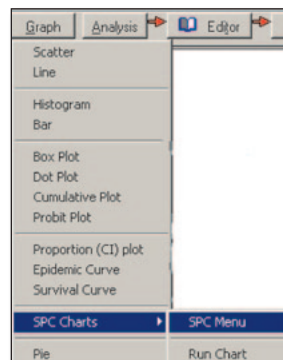 Graph Analysis Editor
Scatter
Line
Histogram
Bar
Box Plot
Dot Plot
Cumulative Plot
Probit Plot
Proportion (CI) plot
Epidemic Curve
Survival Curve
SPC Charts SPC Menu
Pie Run Chart